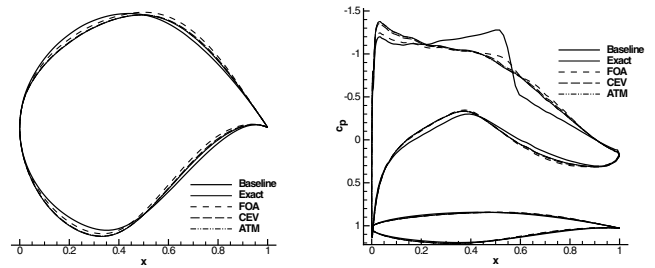 Baseline
Exact
FOA
CEV
ATM
0 0.2 0.4 0.6 0.8 1
x
-1.5
-1
-0.5
0
0.5
1
cp
Baseline
Exact
FOA
CEV
ATM
0 0.2 0.4 0.6 0.8 1
x